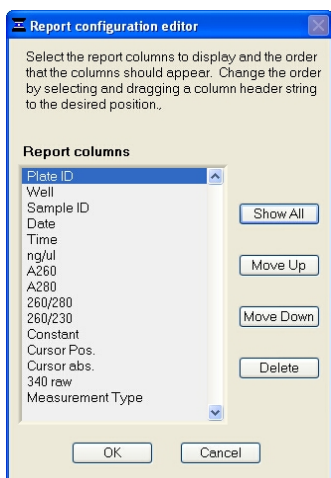 Report configuration editor
Select the report columns to display and the order
that the columns should appear. Change the order
by selecting and dragging a column header string
to the desired position.,
Report columns
Plate ID
Well
Sample ID
Date
Time
ng/ul
A260
A280
260/280
260/230
Constant
Cursor Pos.
Cursor abs.
340 raw
Measurement Type
Show All
Move Up
Move Down
Delete
OK
Cancel